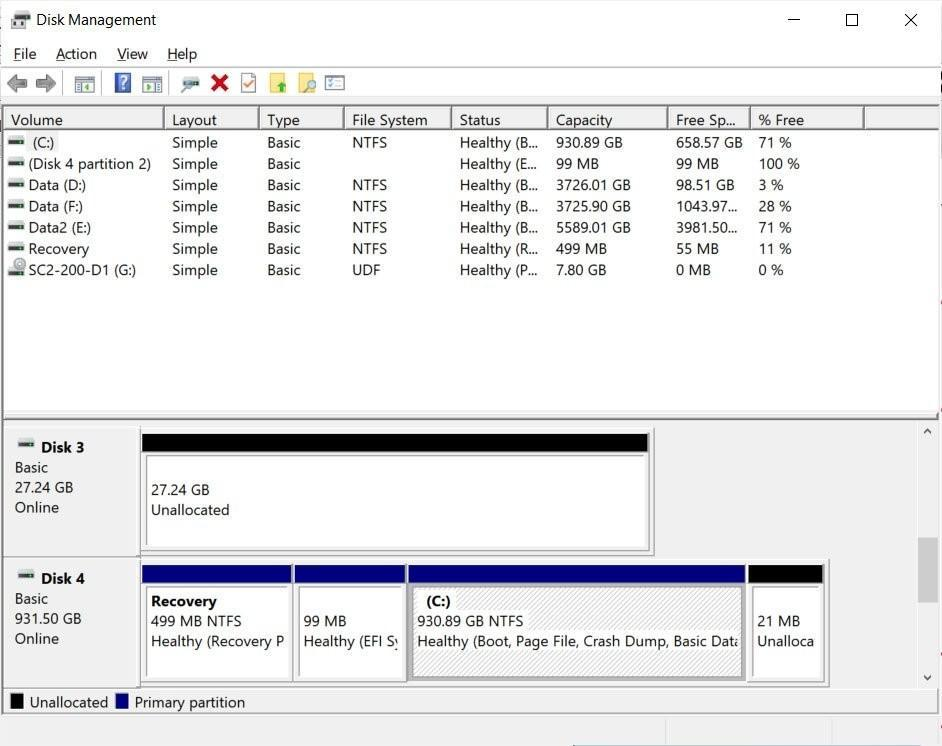 Disk Management
File Action View Help
Volume Layout Type File System Status Capacity Free Sp... % Free
(C:) Simple Basic NTFS Healthy (B... 930.89 GB 658.57 GB 71 %
(Disk 4 partition 2) Simple Basic Healthy (E... 99 MB 99 MB 100 %
Data (D:) Simple Basic NTFS Healthy (B... 3726.01 GB 98.51 GB 3 %
Data (F:) Simple Basic NTFS Healthy (B... 3725.90 GB 1043.97... 28 %
Data2 (E:) Simple Basic NTFS Healthy (B... 5589.01 GB 3981.50... 71 %
Recovery Simple Basic NTFS Healthy (R... 499 MB 55 MB 11 %
SC2-200-D1 (G:) Simple Basic UDF Healthy (P... 7.80 GB 0 MB 0 %
Disk 3
Basic
27.24 GB
Online
27.24 GB
Unallocated
Disk 4
Basic
931.50 GB
Online
Recovery
499 MB NTFS
Healthy (Recovery P
99 MB
Healthy (EFI Sy
(C:)
930.89 GB NTFS
Healthy (Boot, Page File, Crash Dump, Basic Data
21 MB
Unalloca
Unallocated Primary partition